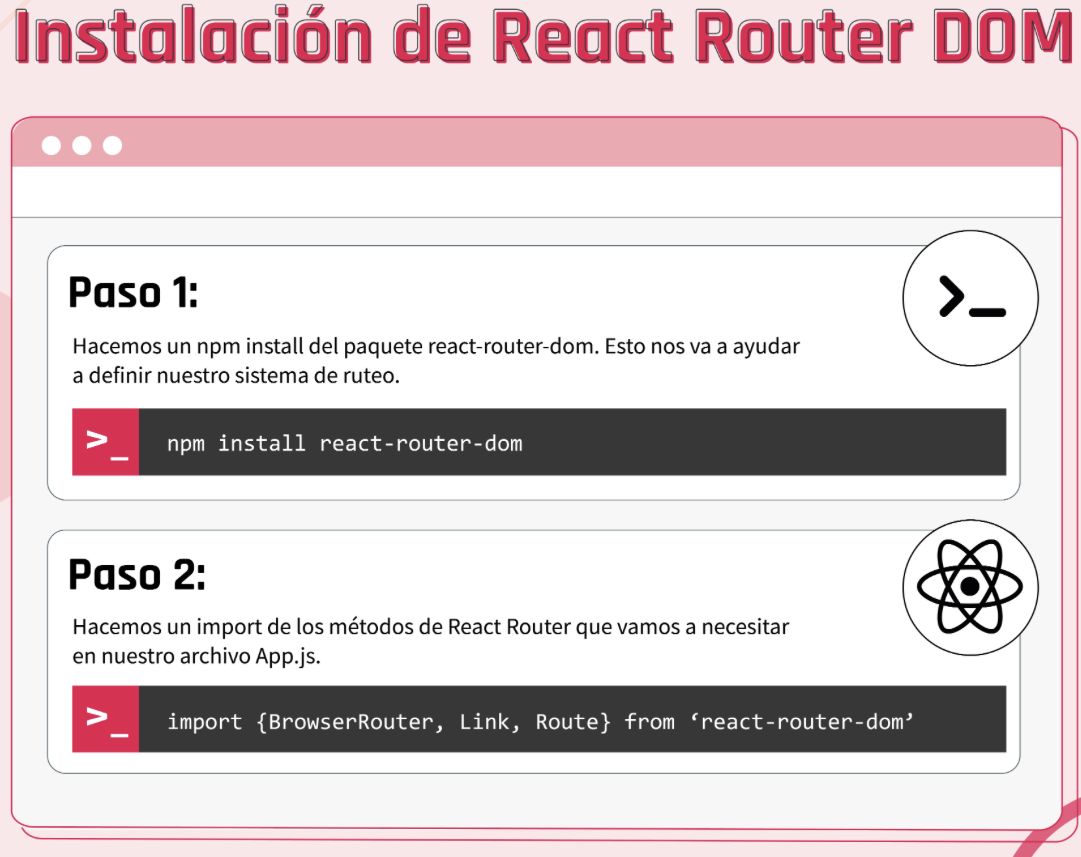 Instalación de React Router DOM
Paso 1:
Hacemos un npm install del paquete react-router-dom. Esto nos va a ayudar
a definir nuestro sistema de ruteo.
>_ npm install react-router-dom
Paso 2:
Hacemos un import de los métodos de React Router que vamos a necesitar
en nuestro archivo App.js.
>_ import {BrowserRouter, Link, Route} from ‘react-router-dom’